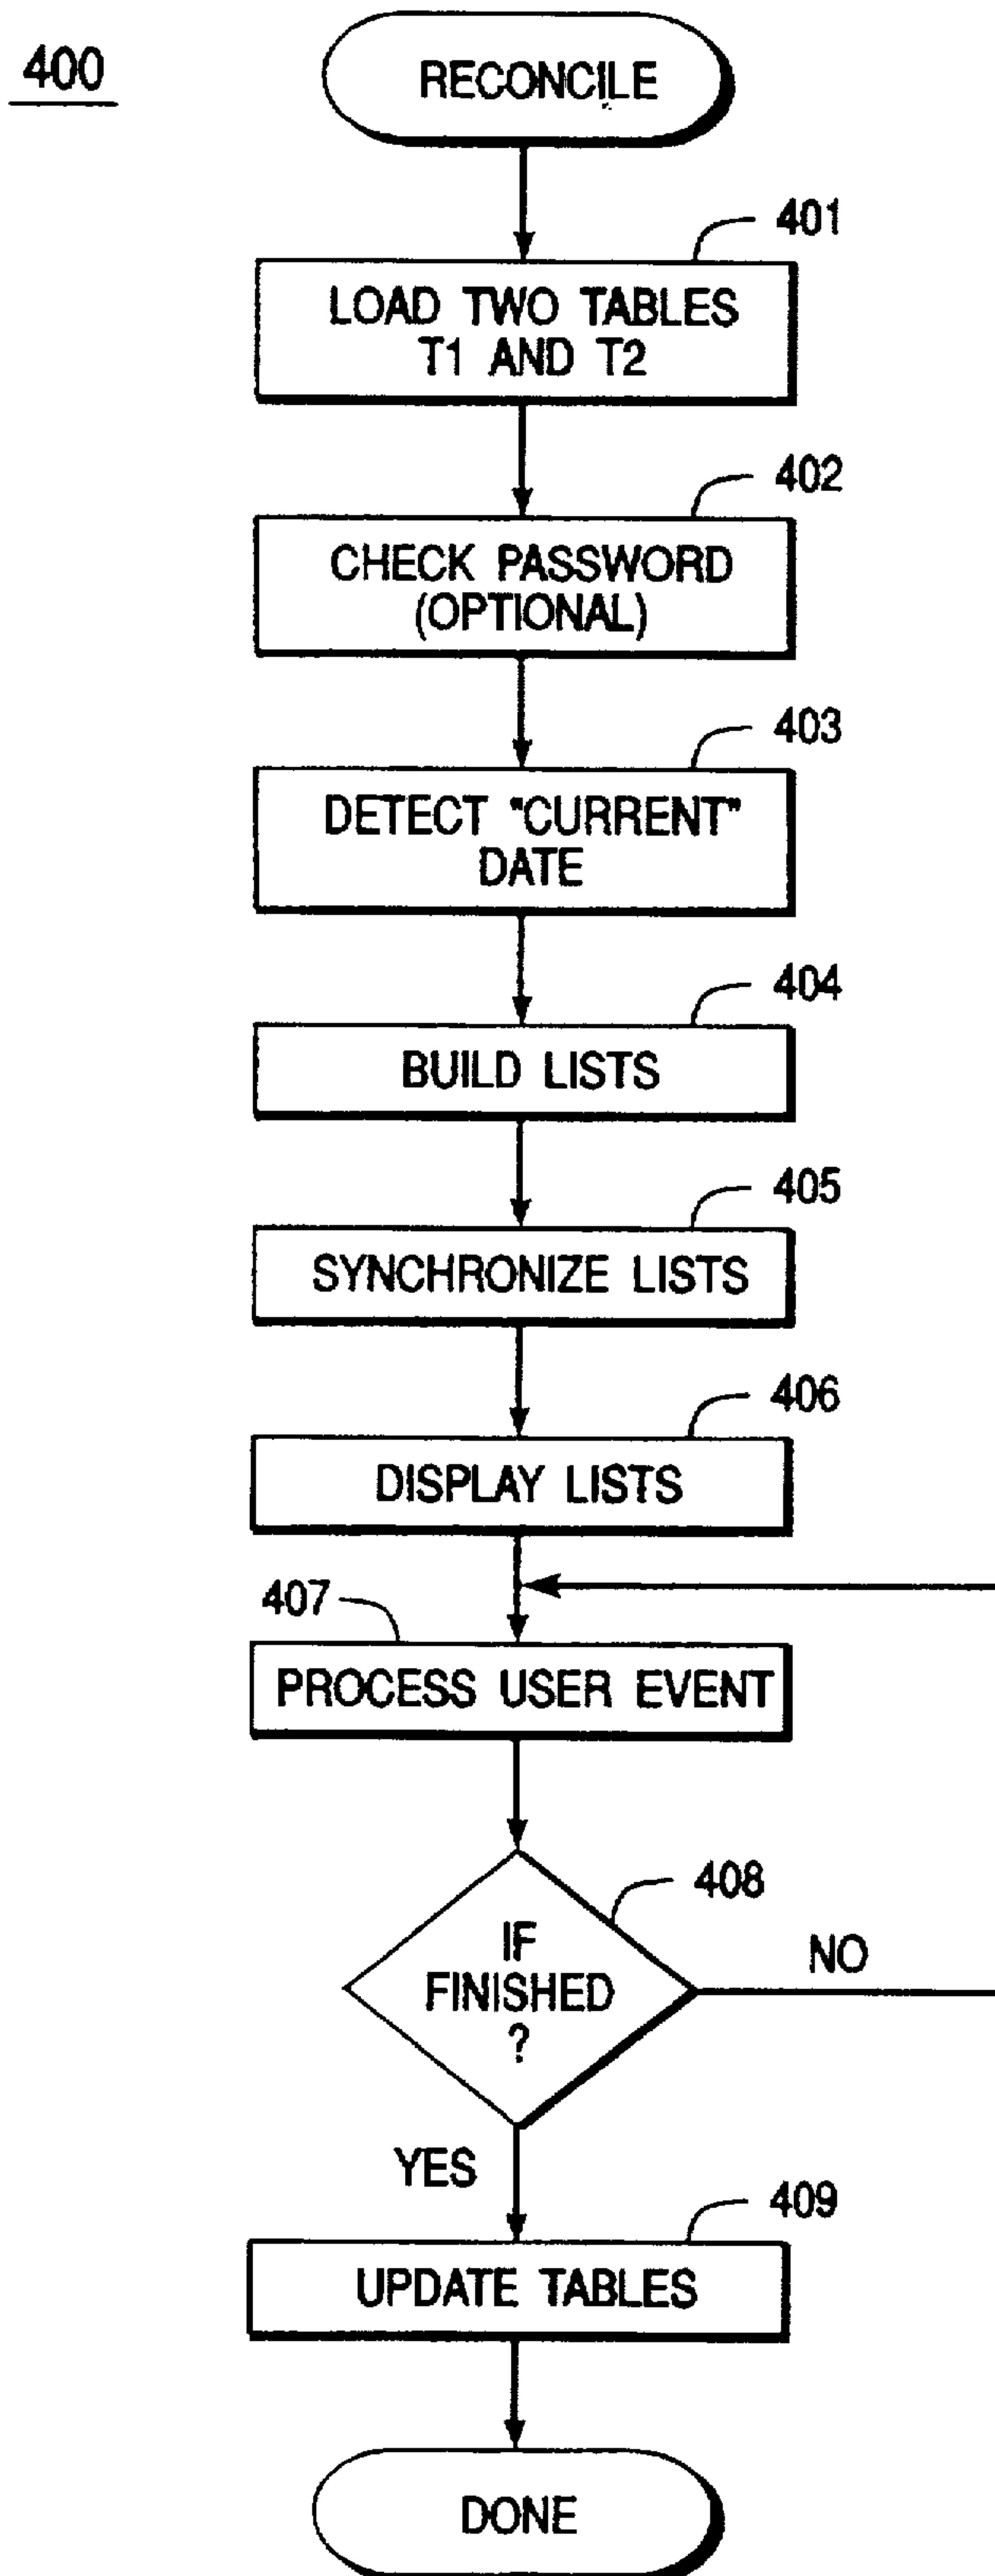 400
RECONCILE
401
LOAD TWO TABLES
T1 AND T2
402
CHECK PASSWORD
(OPTIONAL)
403
DETECT "CURRENT"
DATE
404
BUILD LISTS
405
SYNCHRONIZE LISTS
406
DISPLAY LISTS
407
PROCESS USER EVENT
408
IF
FINISHED
?
NO
YES
409
UPDATE TABLES
DONE